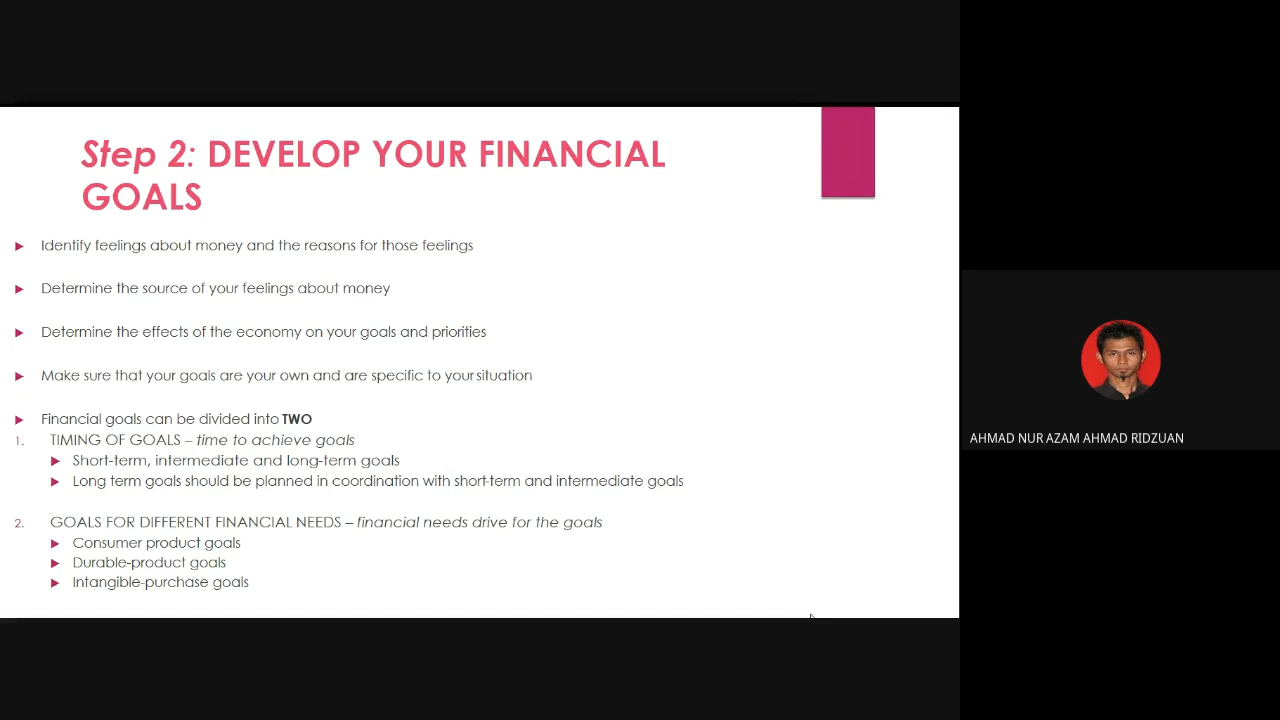 Step 2: DEVELOP YOUR FINANCIAL
GOALS
Identify feelings about money and the reasons for those feelings
Determine the source of your feelings about money
Determine the effects of the economy on your goals and priorities
Make sure that your goals are your own and are specific to your situation
Financial goals can be divided into TWO
1. TIMING OF GOALS – time to achieve goals
Short-term, intermediate and long-term goals
Long term goals should be planned in coordination with short-term and intermediate goals
2. GOALS FOR DIFFERENT FINANCIAL NEEDS – financial needs drive for the goals
Consumer product goals
Durable-product goals
Intangible-purchase goals
AHMAD NUR AZAM AHMAD RIDZUAN